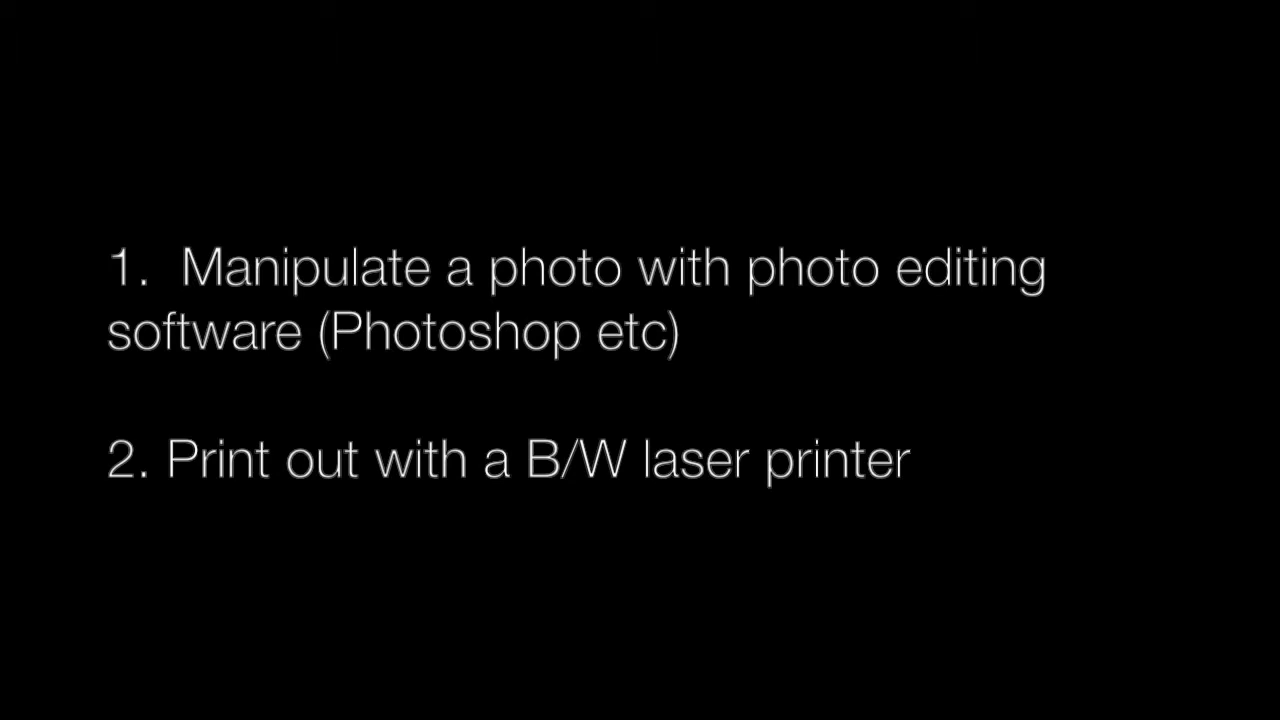 1.  Manipulate a photo with photo editing
software (Photoshop etc)
2. Print out with a B/W laser printer